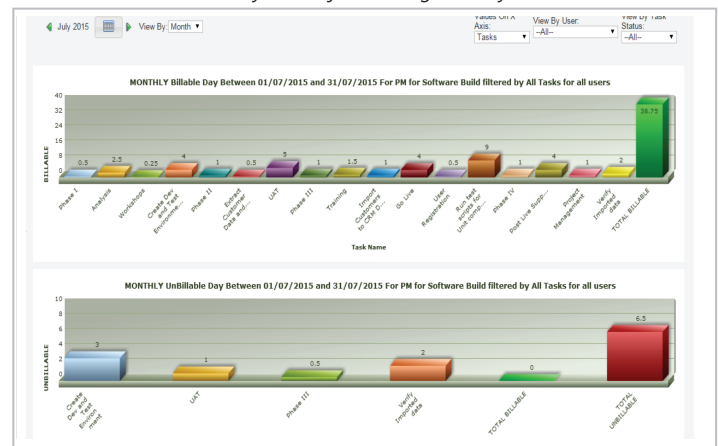 July 2015 View By: Month
Values On X Axis: Tasks
View By User: --All--
View By Task Status: --All--
MONTHLY Billable Day Between 01/07/2015 and 31/07/2015 For PM for Software Build filtered by All Tasks for all users
BILLABLE
40
32
24
16
8
0
0.5
2.5
0.25
4
1
0.5
5
1
1.5
1
4
0.5
9
1
4
1
2
38.75
Phase I
Analysis
Workshops
Create Dev and Test Environme...
Phase II
Extract Customer Data and...
UAT
Phase III
Training
Import Customers to CRM D...
Go Live
User Registration
Run test scripts for Unit comp...
Phase IV
Post Live Supp...
Project Management
Verify Imported data
TOTAL BILLABLE
Task Name
MONTHLY UnBillable Day Between 01/07/2015 and 31/07/2015 For PM for Software Build filtered by All Tasks for all users
UNBILLABLE
10
8
6
4
2
0
3
1
0.5
2
0
6.5
Create Dev and Test Environ ment
UAT
Phase III
Verify Imported data
TOTAL BILLABLE
TOTAL UNBILLABLE